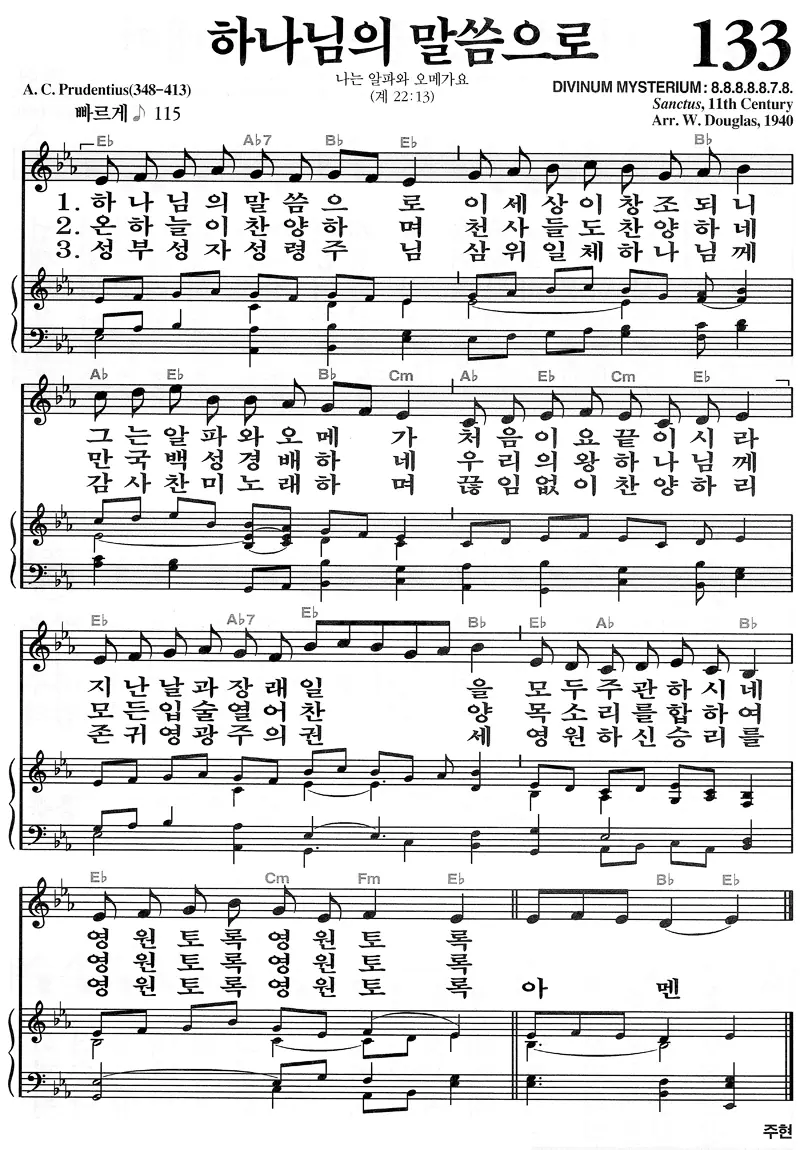 하나님의 말씀으로 133
나는 알파와 오메가요
(계 22:13)
A. C. Prudentius(348-413)
빠르게♪ 115
DIVINUM MYSTERIUM : 8.8.8.8.8.7.8.
Sanctus, 11th Century
Arr. W. Douglas, 1940
E♭ A♭7 B♭ E♭ B♭
1. 하나님의말씀으로 이세상이창조되니
2. 온하늘이찬양하며 천사들도찬양하네
3. 성부성자성령주님 삼위일체하나님께
A♭ E♭ B♭ Cm A♭ E♭ Cm E♭
그는알파와오메가 처음이요끝이시라
만국백성경배하네 우리의왕하나님께
감사찬미노래하며 끊임없이찬양하리
E♭ A♭7 E♭ B♭ E♭ A♭ B♭
지난날과장래일을 모두주관하시네
모든입술열어찬양 목소리를합하여
존귀영광주의권세 영원하신승리를
E♭ Cm Fm E♭ B♭ E♭
영원토록영원토록
영원토록영원토록
영원토록영원토록 아멘
주현